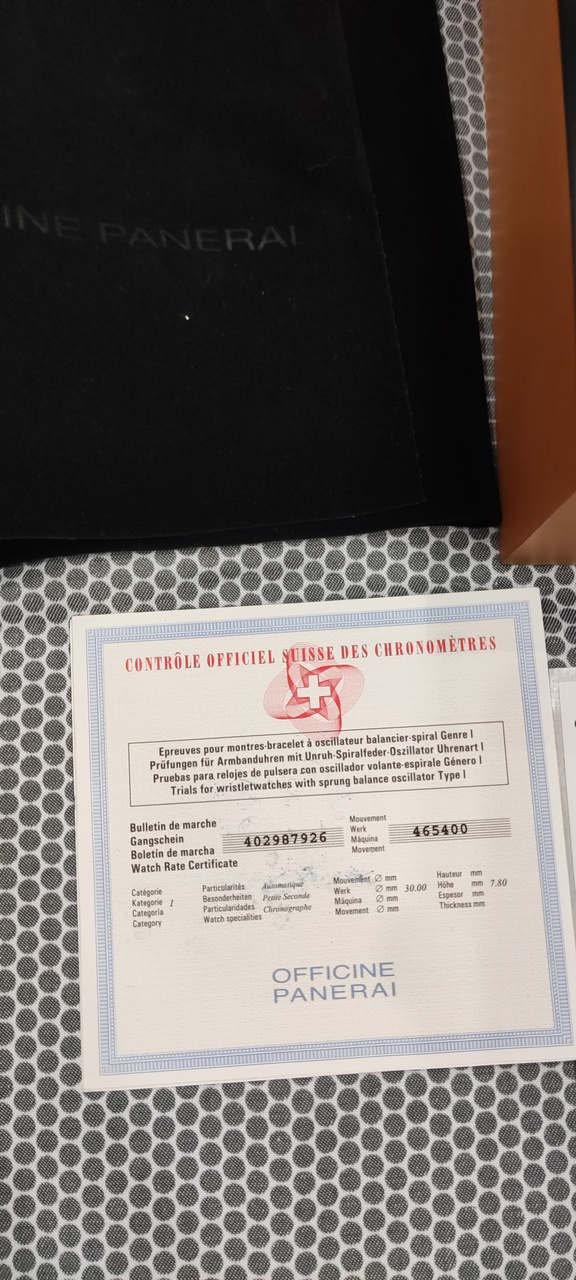 INE PANERAI
CONTRÔLE OFFICIEL SUISSE DES CHRONOMÈTRES
Epreuves pour montres-bracelet à oscillateur balancier-spiral Genre I
Prüfungen für Armbanduhren mit Unruh-Spiralfeder-Oszillator Uhrenart I
Pruebas para relojes de pulsera con oscilador volante-espirale Género I
Trials for wristletwatches with sprung balance oscillator Type I
Bulletin de marche
Gangschein
Boletin de marcha
Watch Rate Certificate
402987926
Mouvement
Werk
Máquina
Movement
465400
Catégorie
Kategorie 1
Categoria
Category
Particularités Automatique
Besonderheiten Petite Seconde
Particularidades Chronographe
Watch specialities
Mouvement ∅ mm
Werk ∅ mm 30.00
Máquina ∅ mm
Movement ∅ mm
Hauteur mm
Höhe mm 7.80
Espesor mm
Thickness mm
OFFICINE
PANERAI